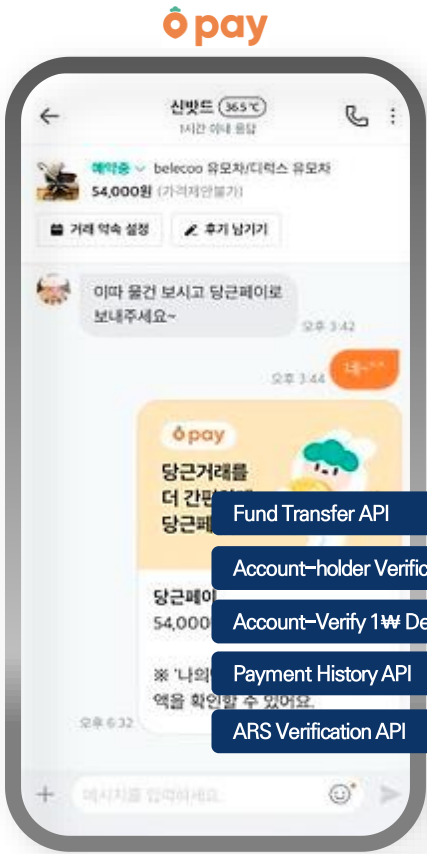 pay
신밧드 36.5℃
1시간 이내 응답
예약중 belecoo 유모차/디럭스 유모차
54,000원 (가격제안불가)
거래 약속 설정 후기 남기기
이따 물건 보시고 당근페이로
보내주세요~
오후 3:42
네~^^
오후 3:44
pay
당근거래를
더 간편
당근페
Fund Transfer API
Account-holder Verific
당근페이
54,000
Account-Verify 1₩ De
※ '나의
Payment History API
액을 확인할 수 있어요.
오후 6:32
ARS Verification API
메시지를 입력하세요.